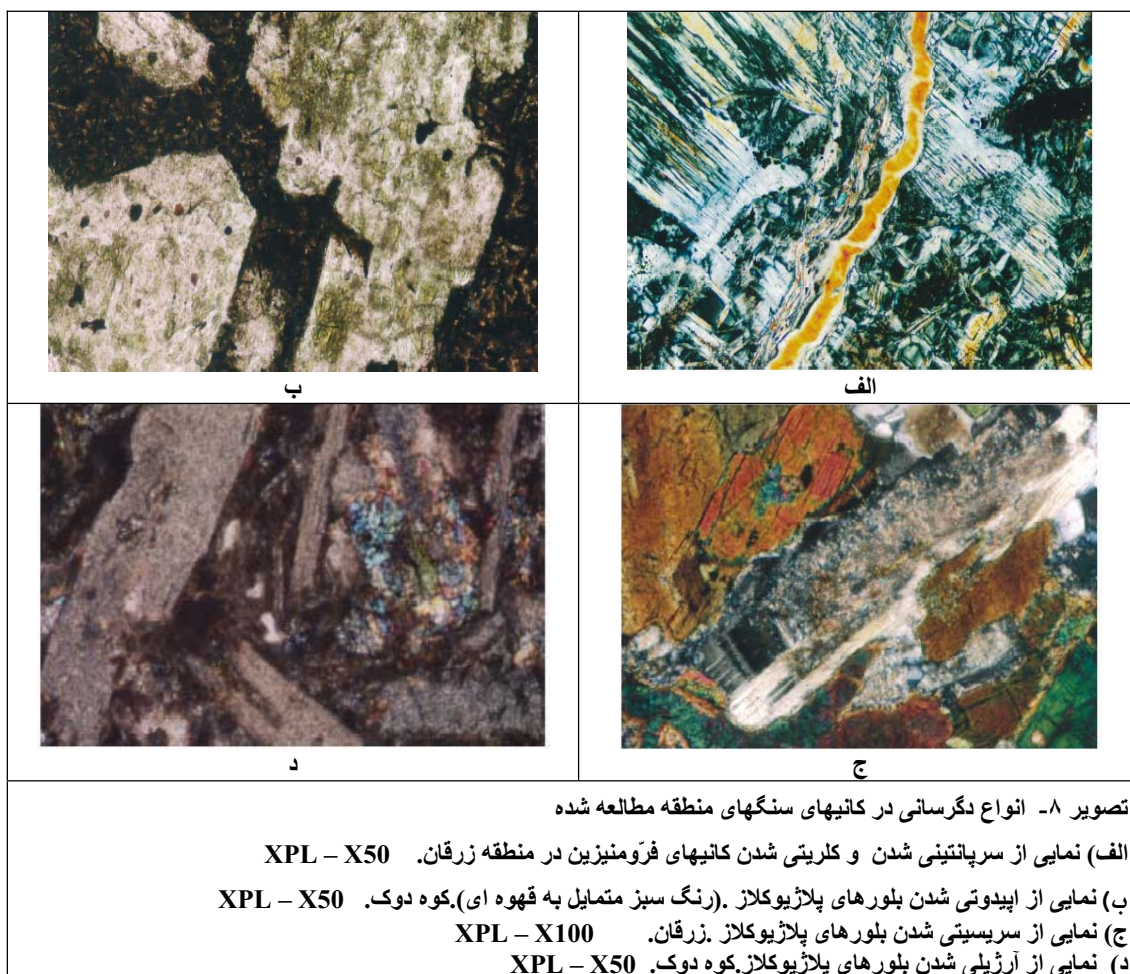 الف
ب
ج
د
تصویر ۸- انواع دگرسانی در کانیهای سنگهای منطقه مطالعه شده
الف) نمایی از سرپانتینی شدن و کلریتی شدن کانیهای فرّومنیزین در منطقه زرقان. XPL – X50
ب) نمایی از اپیدوتی شدن بلورهای پلاژیوکلاز .(رنگ سبز متمایل به قهوه ای).کوه دوک. XPL – X50
ج) نمایی از سریسیتی شدن بلورهای پلاژیوکلاز .زرقان. XPL – X100
د) نمایی از آرژیلی شدن بلورهای پلاژیوکلاز.کوه دوک. XPL – X50